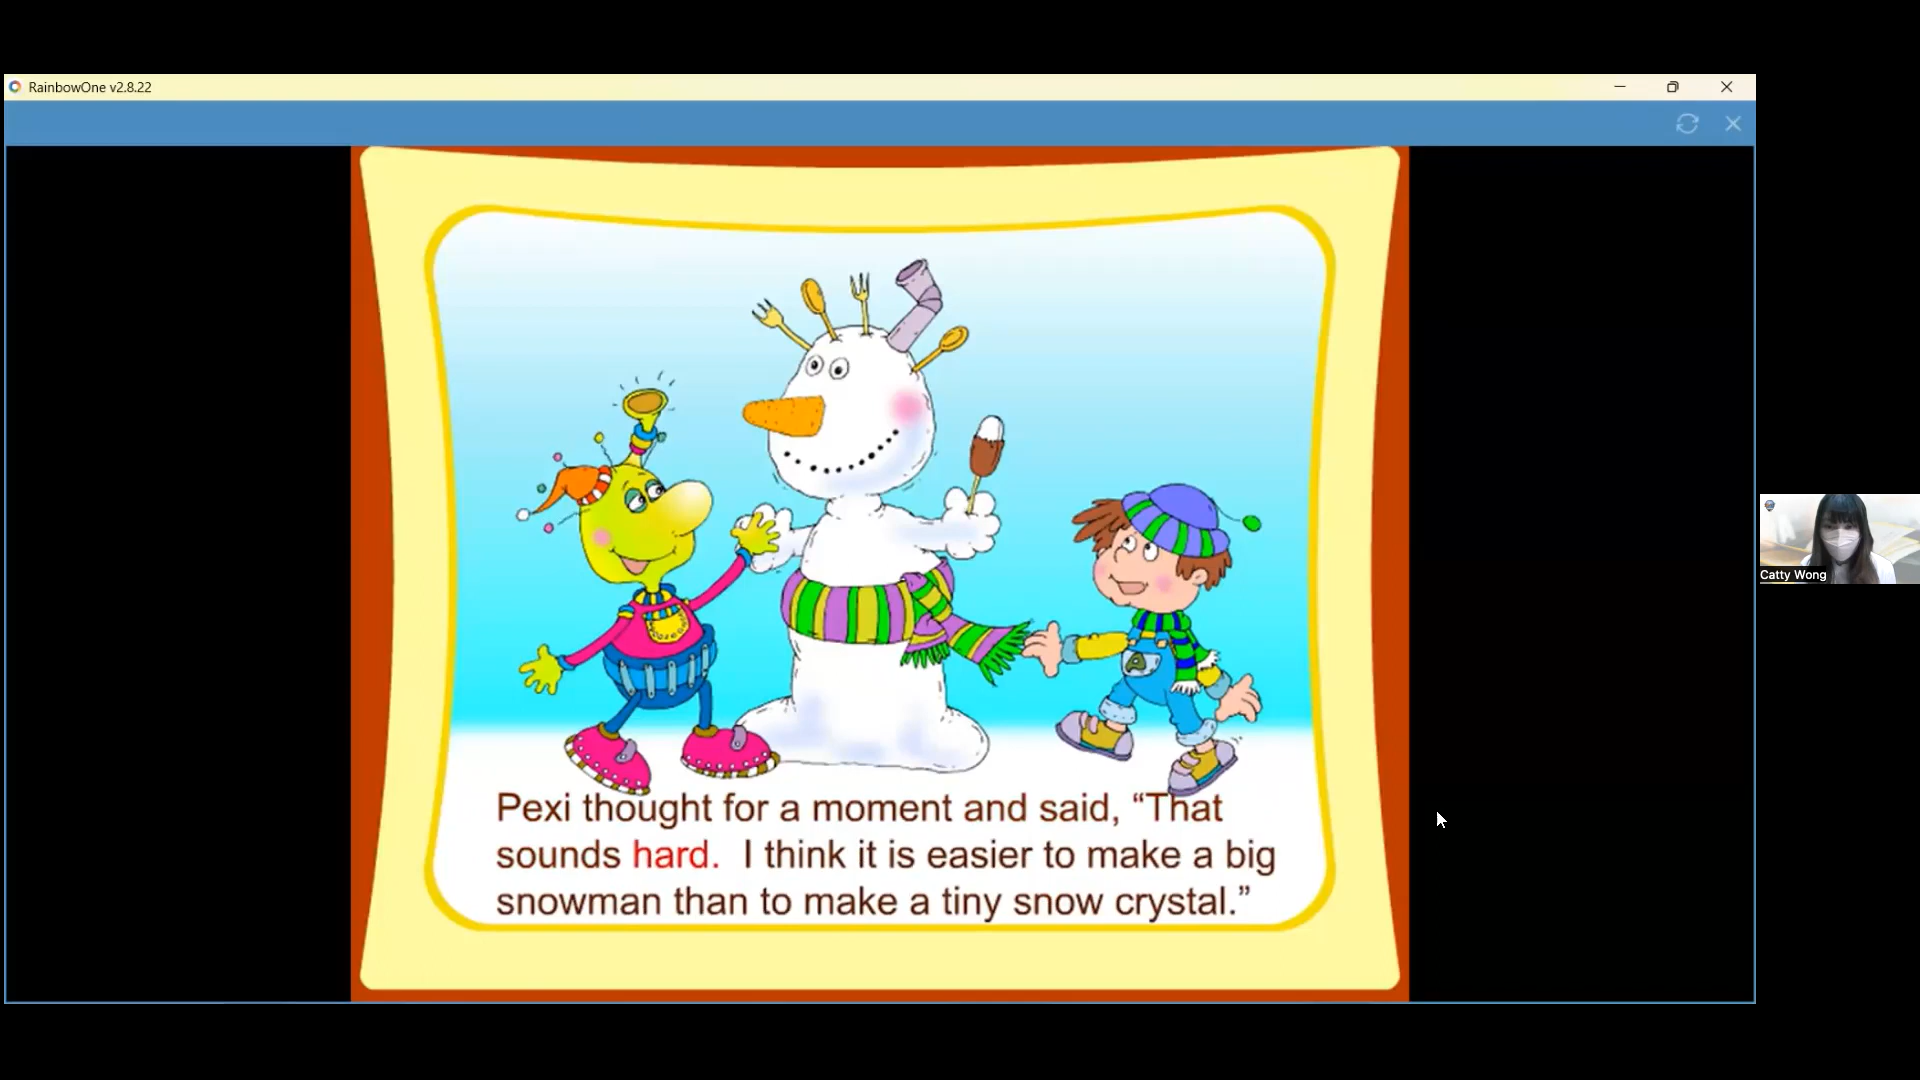 RainbowOne v2.8.22
Pexi thought for a moment and said, “That
sounds hard.  I think it is easier to make a big
snowman than to make a tiny snow crystal.”
Catty Wong